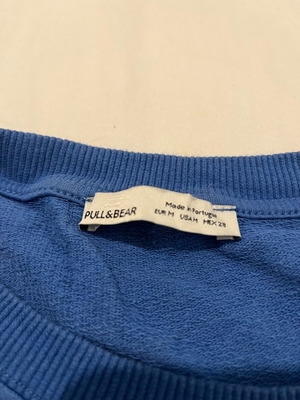 PULL&BEAR
Made in Portugal
EUR M USA M MEX 28